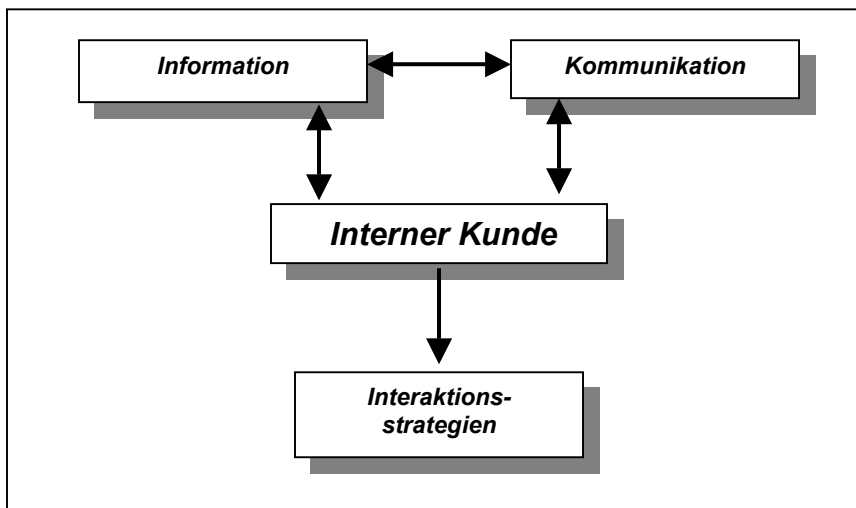 Information
Kommunikation
Interner Kunde
Interaktions-
strategien